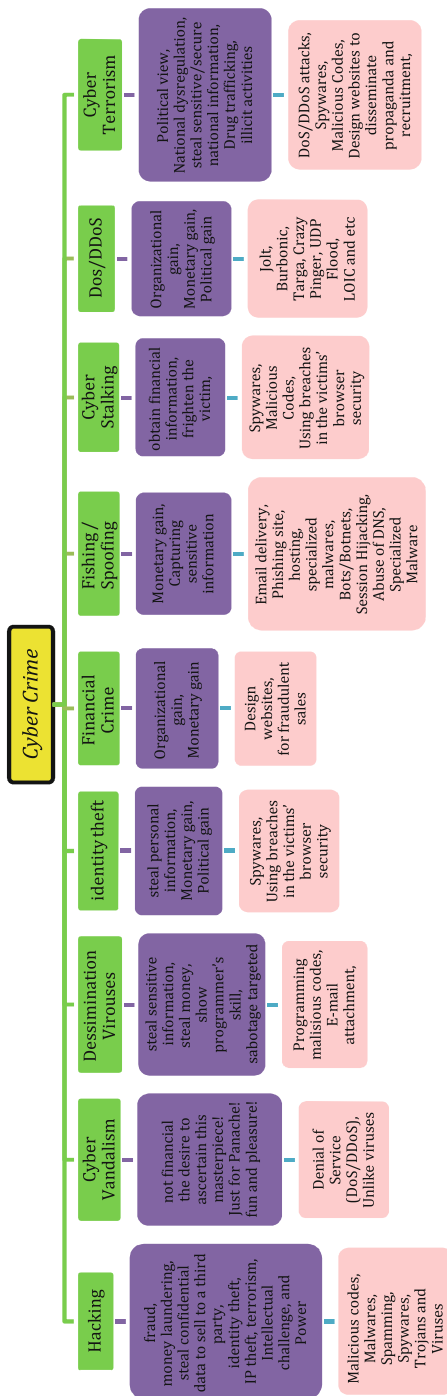 Cyber Crime
Hacking
fraud,
money laundering,
steal confidential
data to sell to a third
party,
identity theft,
IP theft, terrorism,
Intellectual
challenge, and
Power
Malicious codes,
Malwares,
Spamming,
Spywares,
Trojans and
Viruses
Cyber
Vandalism
not financial
the desire to
ascertain this
masterpiece!
Just for Panache!
fun and pleasure!
Denial of
Service
(DoS/DDoS),
Unlike viruses
Dessimination
Virouses
steal sensitive
information,
steal money,
show
programmer's
skill,
sabotage targeted
Programming
malisious codes,
E-mail
attachment,
identity theft
steal personal
information,
Monetary gain,
Political gain
Spywares,
Using breaches
in the victims'
browser
security
Financial
Crime
Organizational
gain,
Monetary gain
Design
websites,
for fraudulent
sales
Fishing/
Spoofing
Monetary gain,
Capturing
sensitive
information
Email delivery,
Phishing site,
hosting,
specialized
malwares,
Bots/Botnets,
Session Hijacking,
Abuse of DNS,
Specialized
Malware
Cyber
Stalking
obtain financial
information,
frighten the
victim,
Spywares,
Malicious
Codes,
Using breaches
in the victims'
browser
security
Dos/DDoS
Organizational
gain,
Monetary gain,
Political gain
Jolt,
Burbonic,
Targa, Crazy
Pinger, UDP
Flood,
LOIC and etc
Cyber
Terrorism
Political view,
National dysregulation,
steal sensitive/secure
national information,
Drug trafficking,
illicit activities
DoS/DDoS attacks,
Spywares,
Malicious Codes,
Design websites to
disseminate
propaganda and
recruitment,